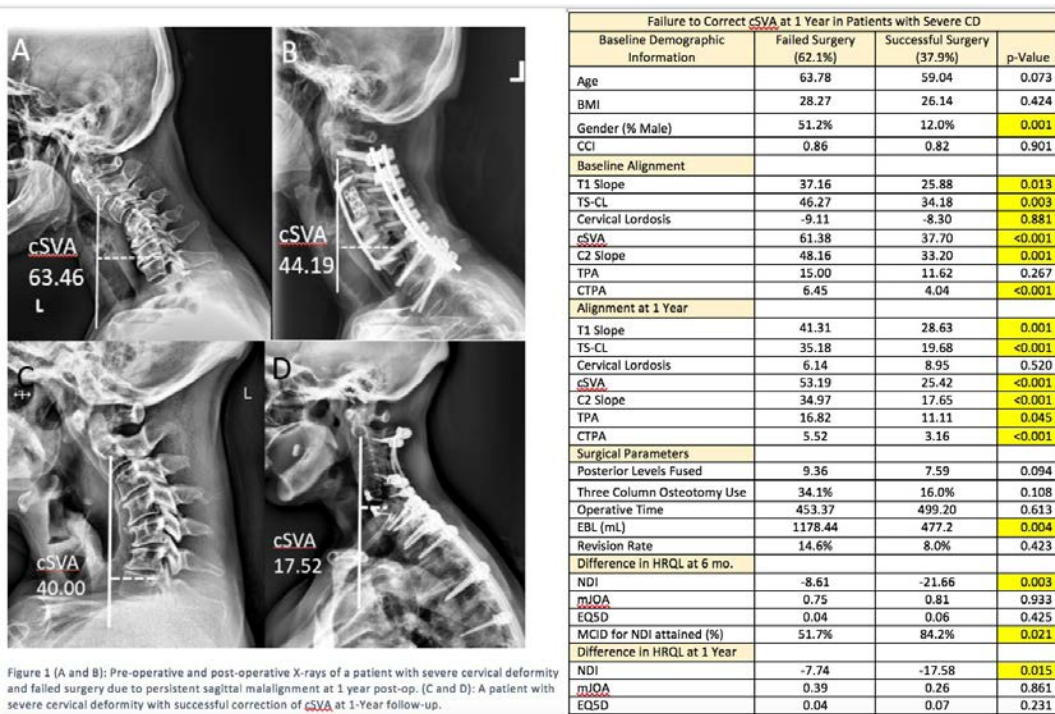 A
cSVA
63.46
L
B
cSVA
44.19
C
cSVA
40.00
L
D
cSVA
17.52
Figure 1 (A and B): Pre-operative and post-operative X-rays of a patient with severe cervical deformity
and failed surgery due to persistent sagittal malalignment at 1 year post-op. (C and D): A patient with
severe cervical deformity with successful correction of cSVA at 1-Year follow-up.
Failure to Correct cSVA at 1 Year in Patients with Severe CD
Baseline Demographic Information Failed Surgery (62.1%) Successful Surgery (37.9%) p-Value
Age 63.78 59.04 0.073
BMI 28.27 26.14 0.424
Gender (% Male) 51.2% 12.0% 0.001
CCI 0.86 0.82 0.901
Baseline Alignment
T1 Slope 37.16 25.88 0.013
TS-CL 46.27 34.18 0.003
Cervical Lordosis -9.11 -8.30 0.881
cSVA 61.38 37.70 <0.001
C2 Slope 48.16 33.20 0.001
TPA 15.00 11.62 0.267
CTPA 6.45 4.04 <0.001
Alignment at 1 Year
T1 Slope 41.31 28.63 0.001
TS-CL 35.18 19.68 <0.001
Cervical Lordosis 6.14 8.95 0.520
cSVA 53.19 25.42 <0.001
C2 Slope 34.97 17.65 <0.001
TPA 16.82 11.11 0.045
CTPA 5.52 3.16 <0.001
Surgical Parameters
Posterior Levels Fused 9.36 7.59 0.094
Three Column Osteotomy Use 34.1% 16.0% 0.108
Operative Time 453.37 499.20 0.613
EBL (mL) 1178.44 477.2 0.004
Revision Rate 14.6% 8.0% 0.423
Difference in HRQL at 6 mo.
NDI -8.61 -21.66 0.003
mJOA 0.75 0.81 0.933
EQ5D 0.04 0.06 0.425
MCID for NDI attained (%) 51.7% 84.2% 0.021
Difference in HRQL at 1 Year
NDI -7.74 -17.58 0.015
mJOA 0.39 0.26 0.861
EQ5D 0.04 0.07 0.231